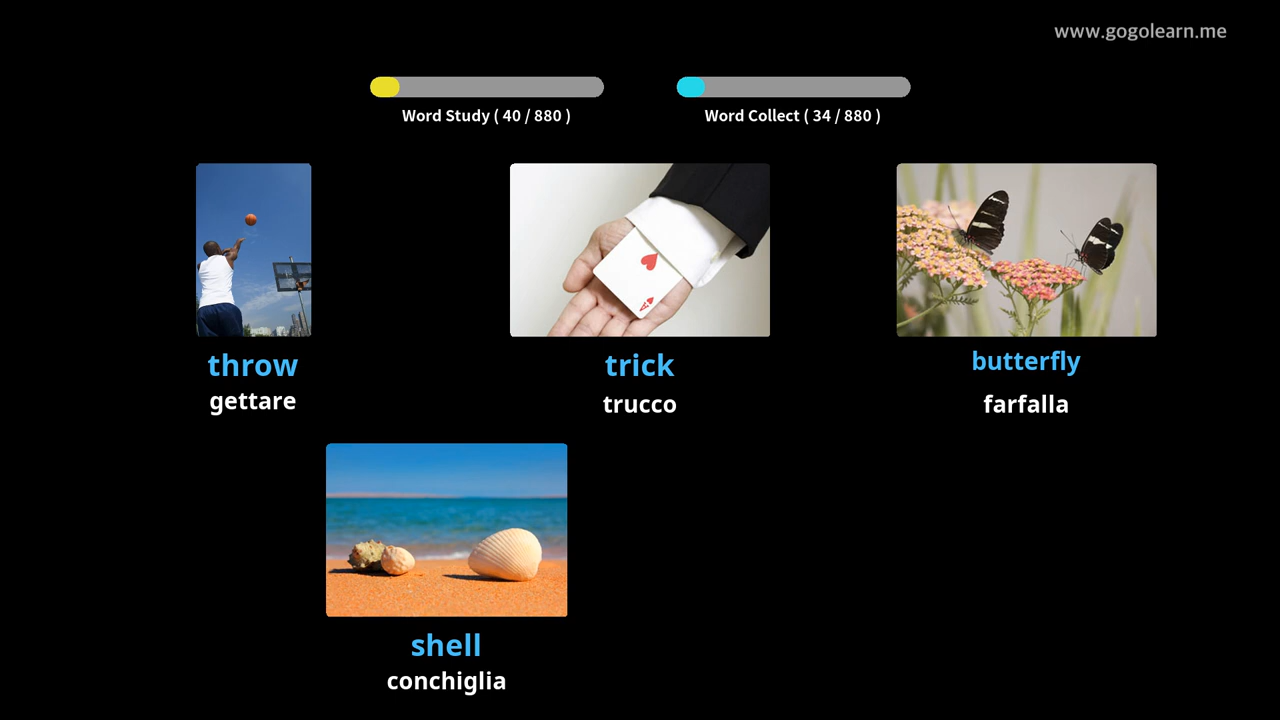 www.gogolearn.me
Word Study ( 40 / 880 )
Word Collect ( 34 / 880 )
throw
gettare
trick
trucco
butterfly
farfalla
shell
conchiglia